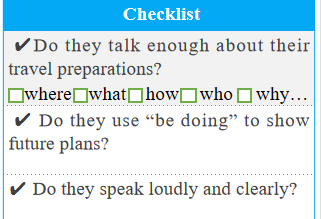 Checklist
✔Do they talk enough about their
travel preparations?
□where□what□how□who □ why…
✔ Do they use “be doing” to show
future plans?
✔ Do they speak loudly and clearly?